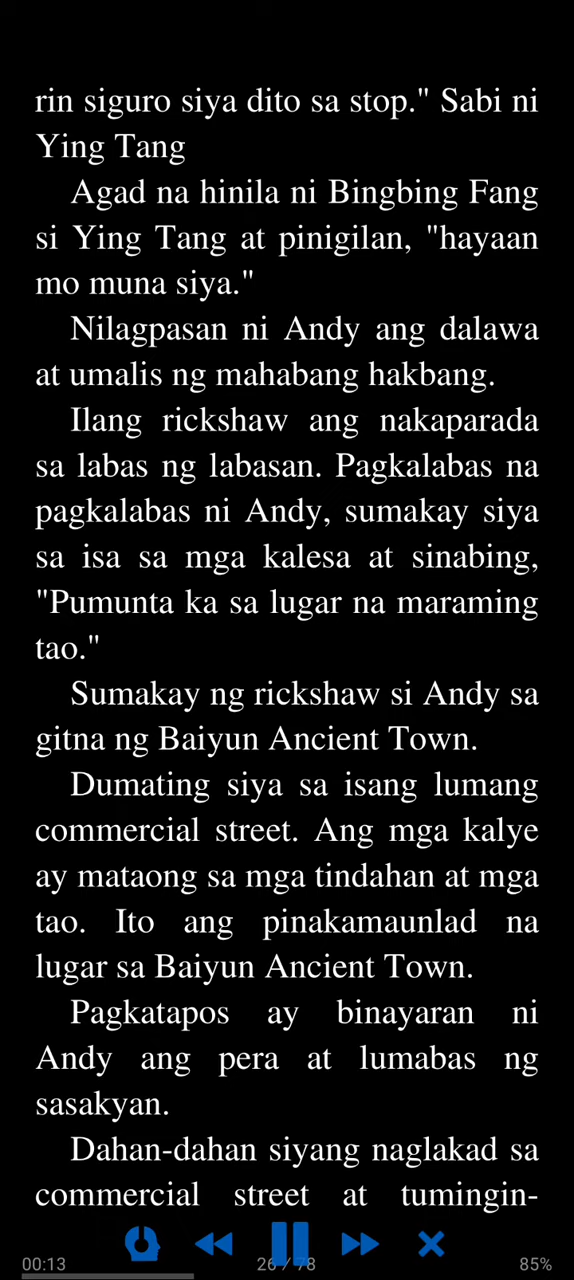 rin siguro siya dito sa stop." Sabi ni
Ying Tang
Agad na hinila ni Bingbing Fang
si Ying Tang at pinigilan, "hayaan
mo muna siya."
Nilagpasan ni Andy ang dalawa
at umalis ng mahabang hakbang.
Ilang rickshaw ang nakaparada
sa labas ng labasan. Pagkalabas na
pagkalabas ni Andy, sumakay siya
sa isa sa mga kalesa at sinabing,
"Pumunta ka sa lugar na maraming
tao."
Sumakay ng rickshaw si Andy sa
gitna ng Baiyun Ancient Town.
Dumating siya sa isang lumang
commercial street. Ang mga kalye
ay mataong sa mga tindahan at mga
tao. Ito ang pinakamaunlad na
lugar sa Baiyun Ancient Town.
Pagkatapos ay binayaran ni
Andy ang pera at lumabas ng
sasakyan.
Dahan-dahan siyang naglakad sa
commercial street at tumingin-
00:13 26 / 78 85%